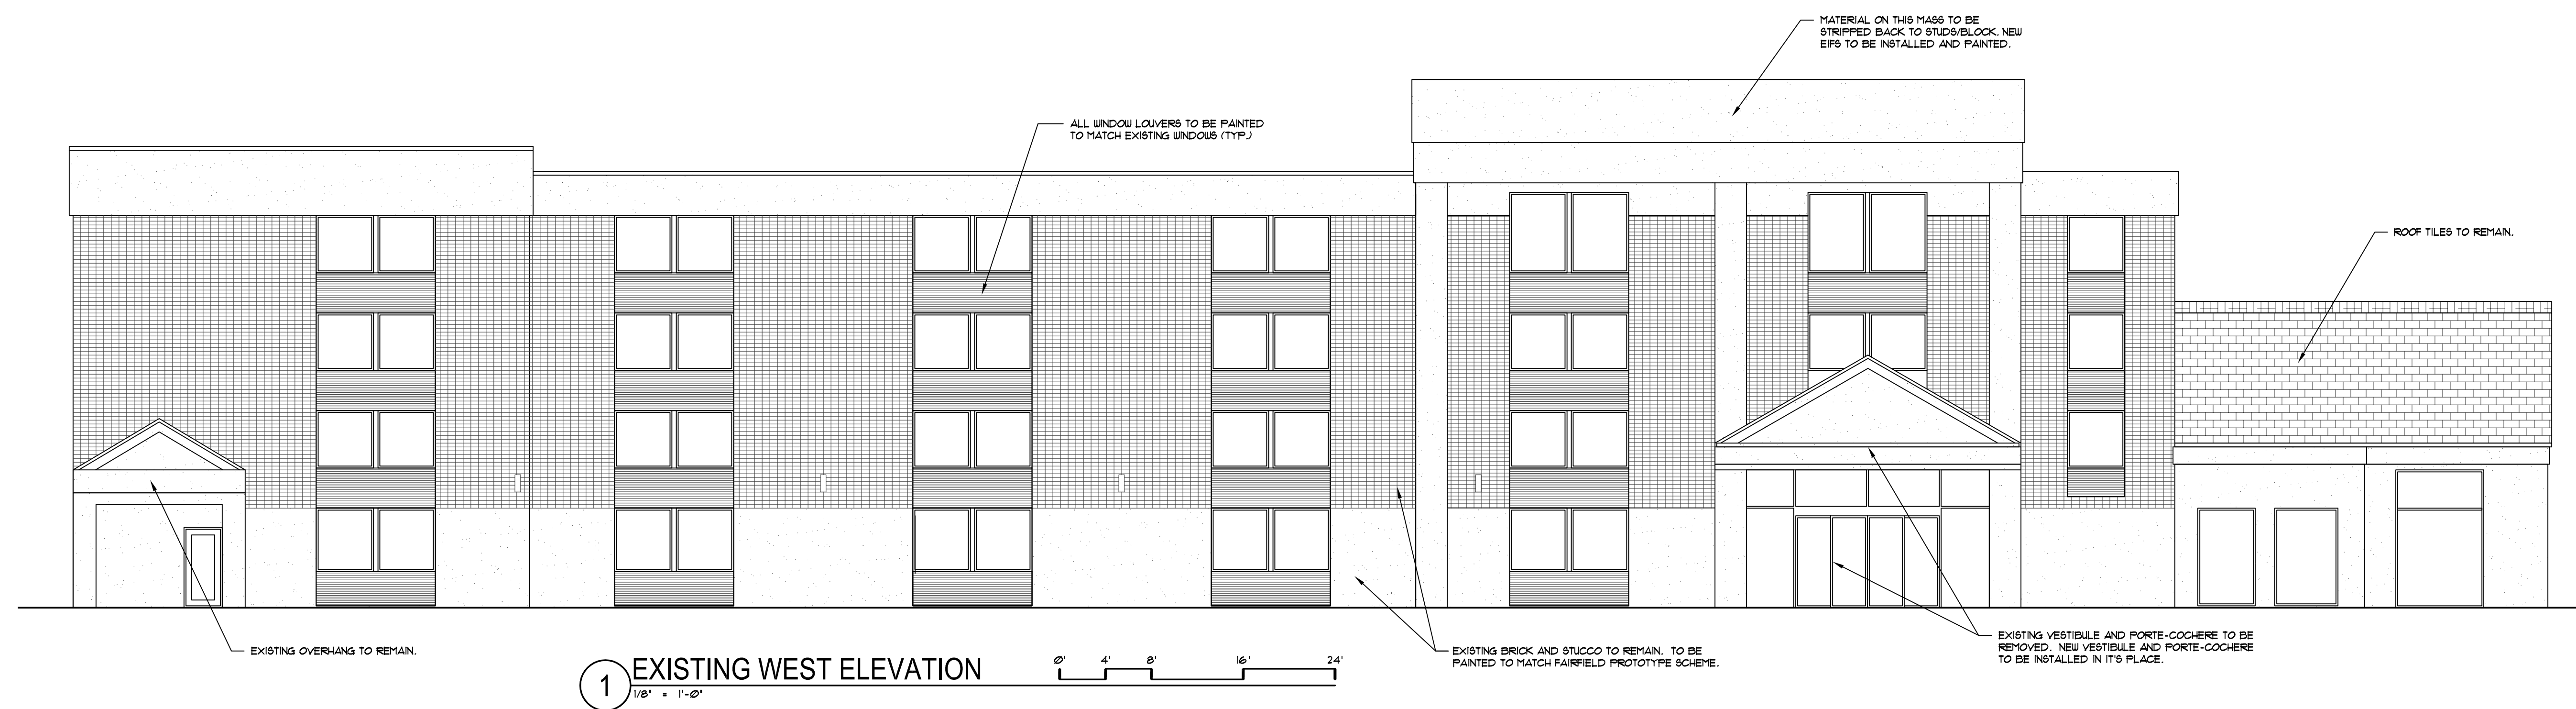 MATERIAL ON THIS MASS TO BE
STRIPPED BACK TO STUDS/BLOCK. NEW
EIFS TO BE INSTALLED AND PAINTED.
ALL WINDOW LOUVERS TO BE PAINTED
TO MATCH EXISTING WINDOWS (TYP.)
ROOF TILES TO REMAIN.
EXISTING OVERHANG TO REMAIN.
EXISTING BRICK AND STUCCO TO REMAIN. TO BE
PAINTED TO MATCH FAIRFIELD PROTOTYPE SCHEME.
EXISTING VESTIBULE AND PORTE-COCHERE TO BE
REMOVED. NEW VESTIBULE AND PORTE-COCHERE
TO BE INSTALLED IN IT'S PLACE.
1 EXISTING WEST ELEVATION
1/8" = 1'-0"
0' 4' 8' 16' 24'